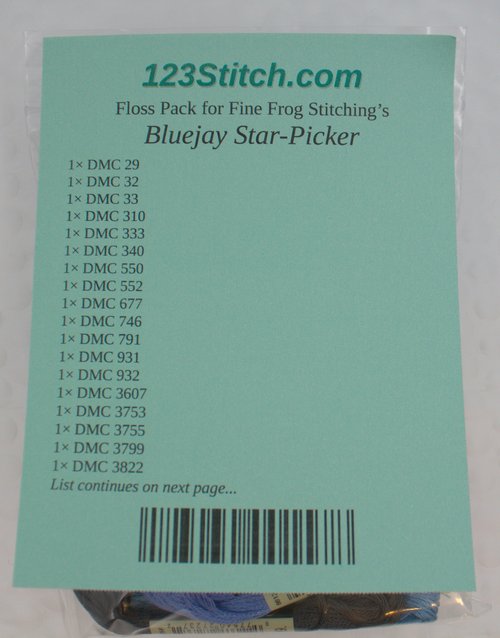 123Stitch.com
Floss Pack for Fine Frog Stitching's
Bluejay Star-Picker
1× DMC 29
1× DMC 32
1× DMC 33
1× DMC 310
1× DMC 333
1× DMC 340
1× DMC 550
1× DMC 552
1× DMC 677
1× DMC 746
1× DMC 791
1× DMC 931
1× DMC 932
1× DMC 3607
1× DMC 3753
1× DMC 3755
1× DMC 3799
1× DMC 3822
List continues on next page...